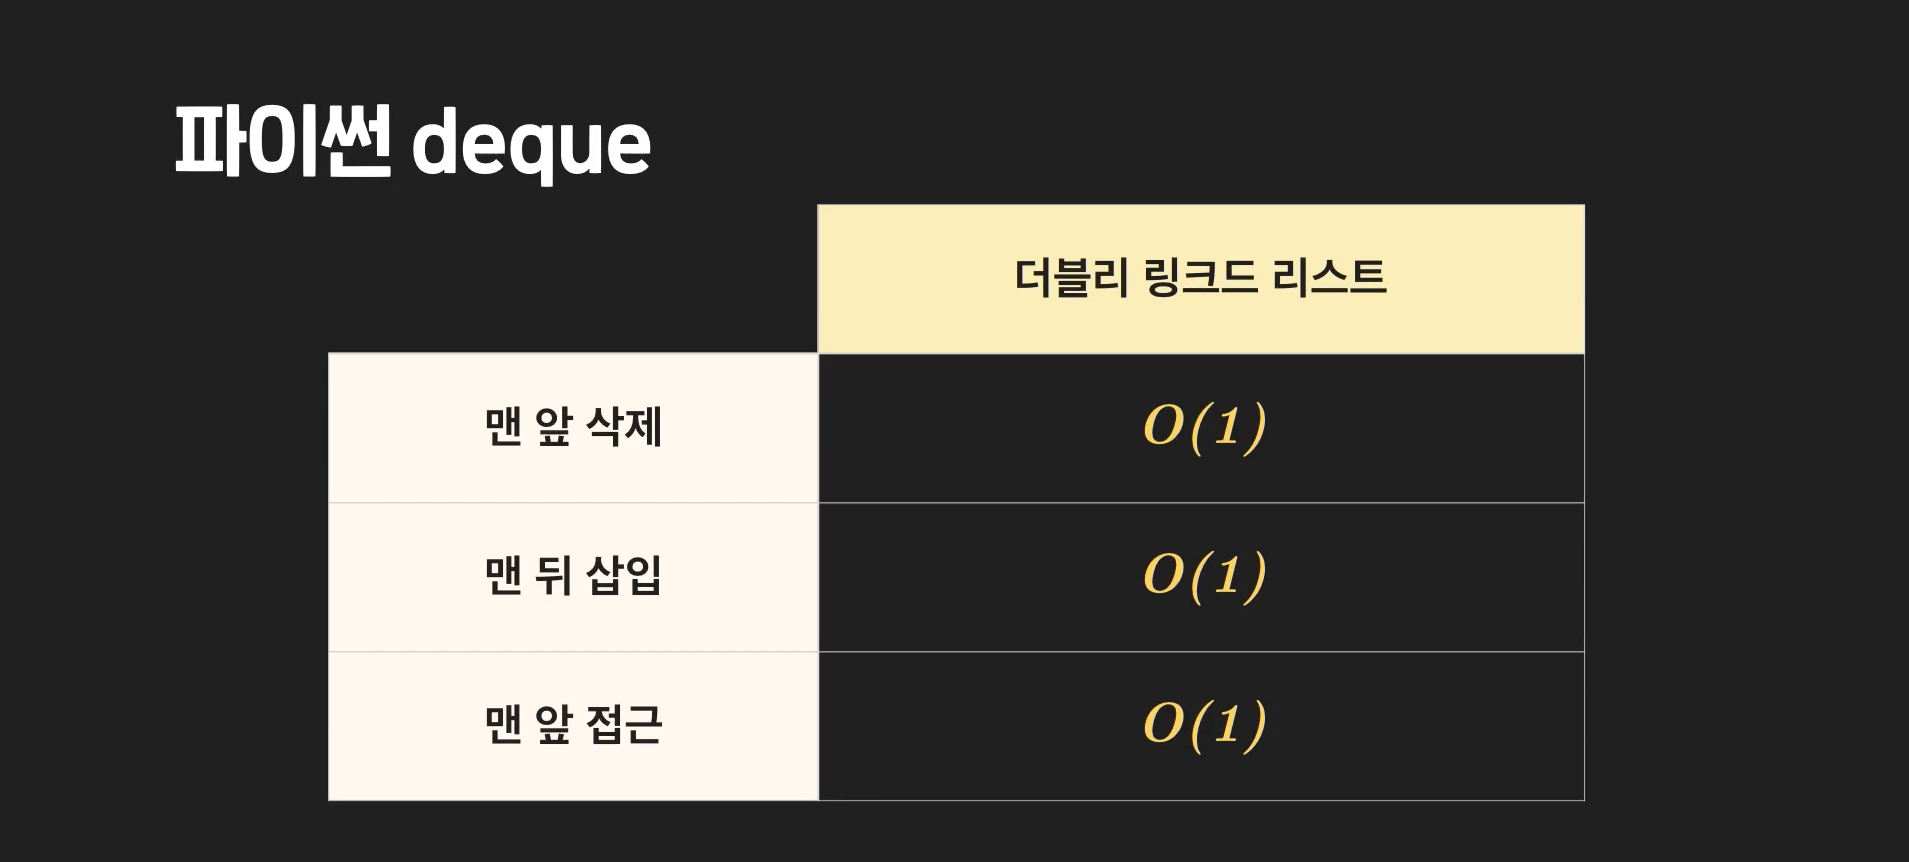 파이썬 deque
더블리 링크드 리스트
맨 앞 삭제
O(1)
맨 뒤 삽입
O(1)
맨 앞 접근
O(1)